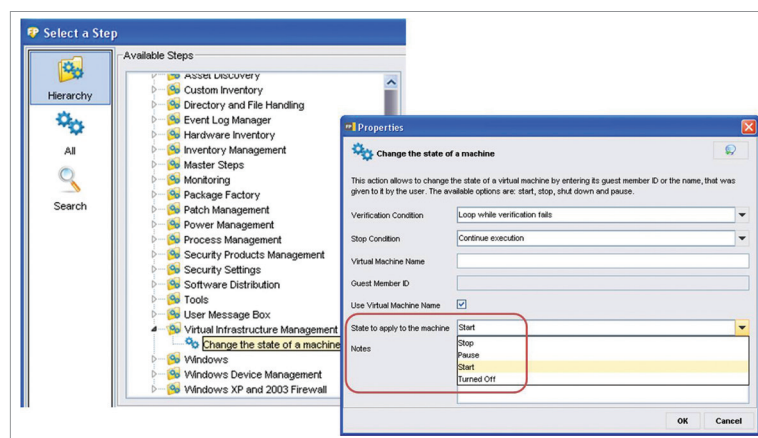 Select a Step
Available Steps
Hierarchy
All
Search
Asset Discovery
Custom Inventory
Directory and File Handling
Event Log Manager
Hardware Inventory
Inventory Management
Master Steps
Monitoring
Package Factory
Patch Management
Power Management
Process Management
Security Products Management
Security Settings
Software Distribution
Tools
User Message Box
Virtual Infrastructure Management
Change the state of a machine
Windows
Windows Device Management
Windows XP and 2003 Firewall
Properties
Change the state of a machine
This action allows to change the state of a virtual machine by entering its guest member ID or the name, that was
given to it by the user. The available options are: start, stop, shut down and pause.
Verification Condition Loop while verification fails
Stop Condition Continue execution
Virtual Machine Name
Guest Member ID
Use Virtual Machine Name
State to apply to the machine Start
Notes
Stop
Pause
Start
Turned Off
OK Cancel